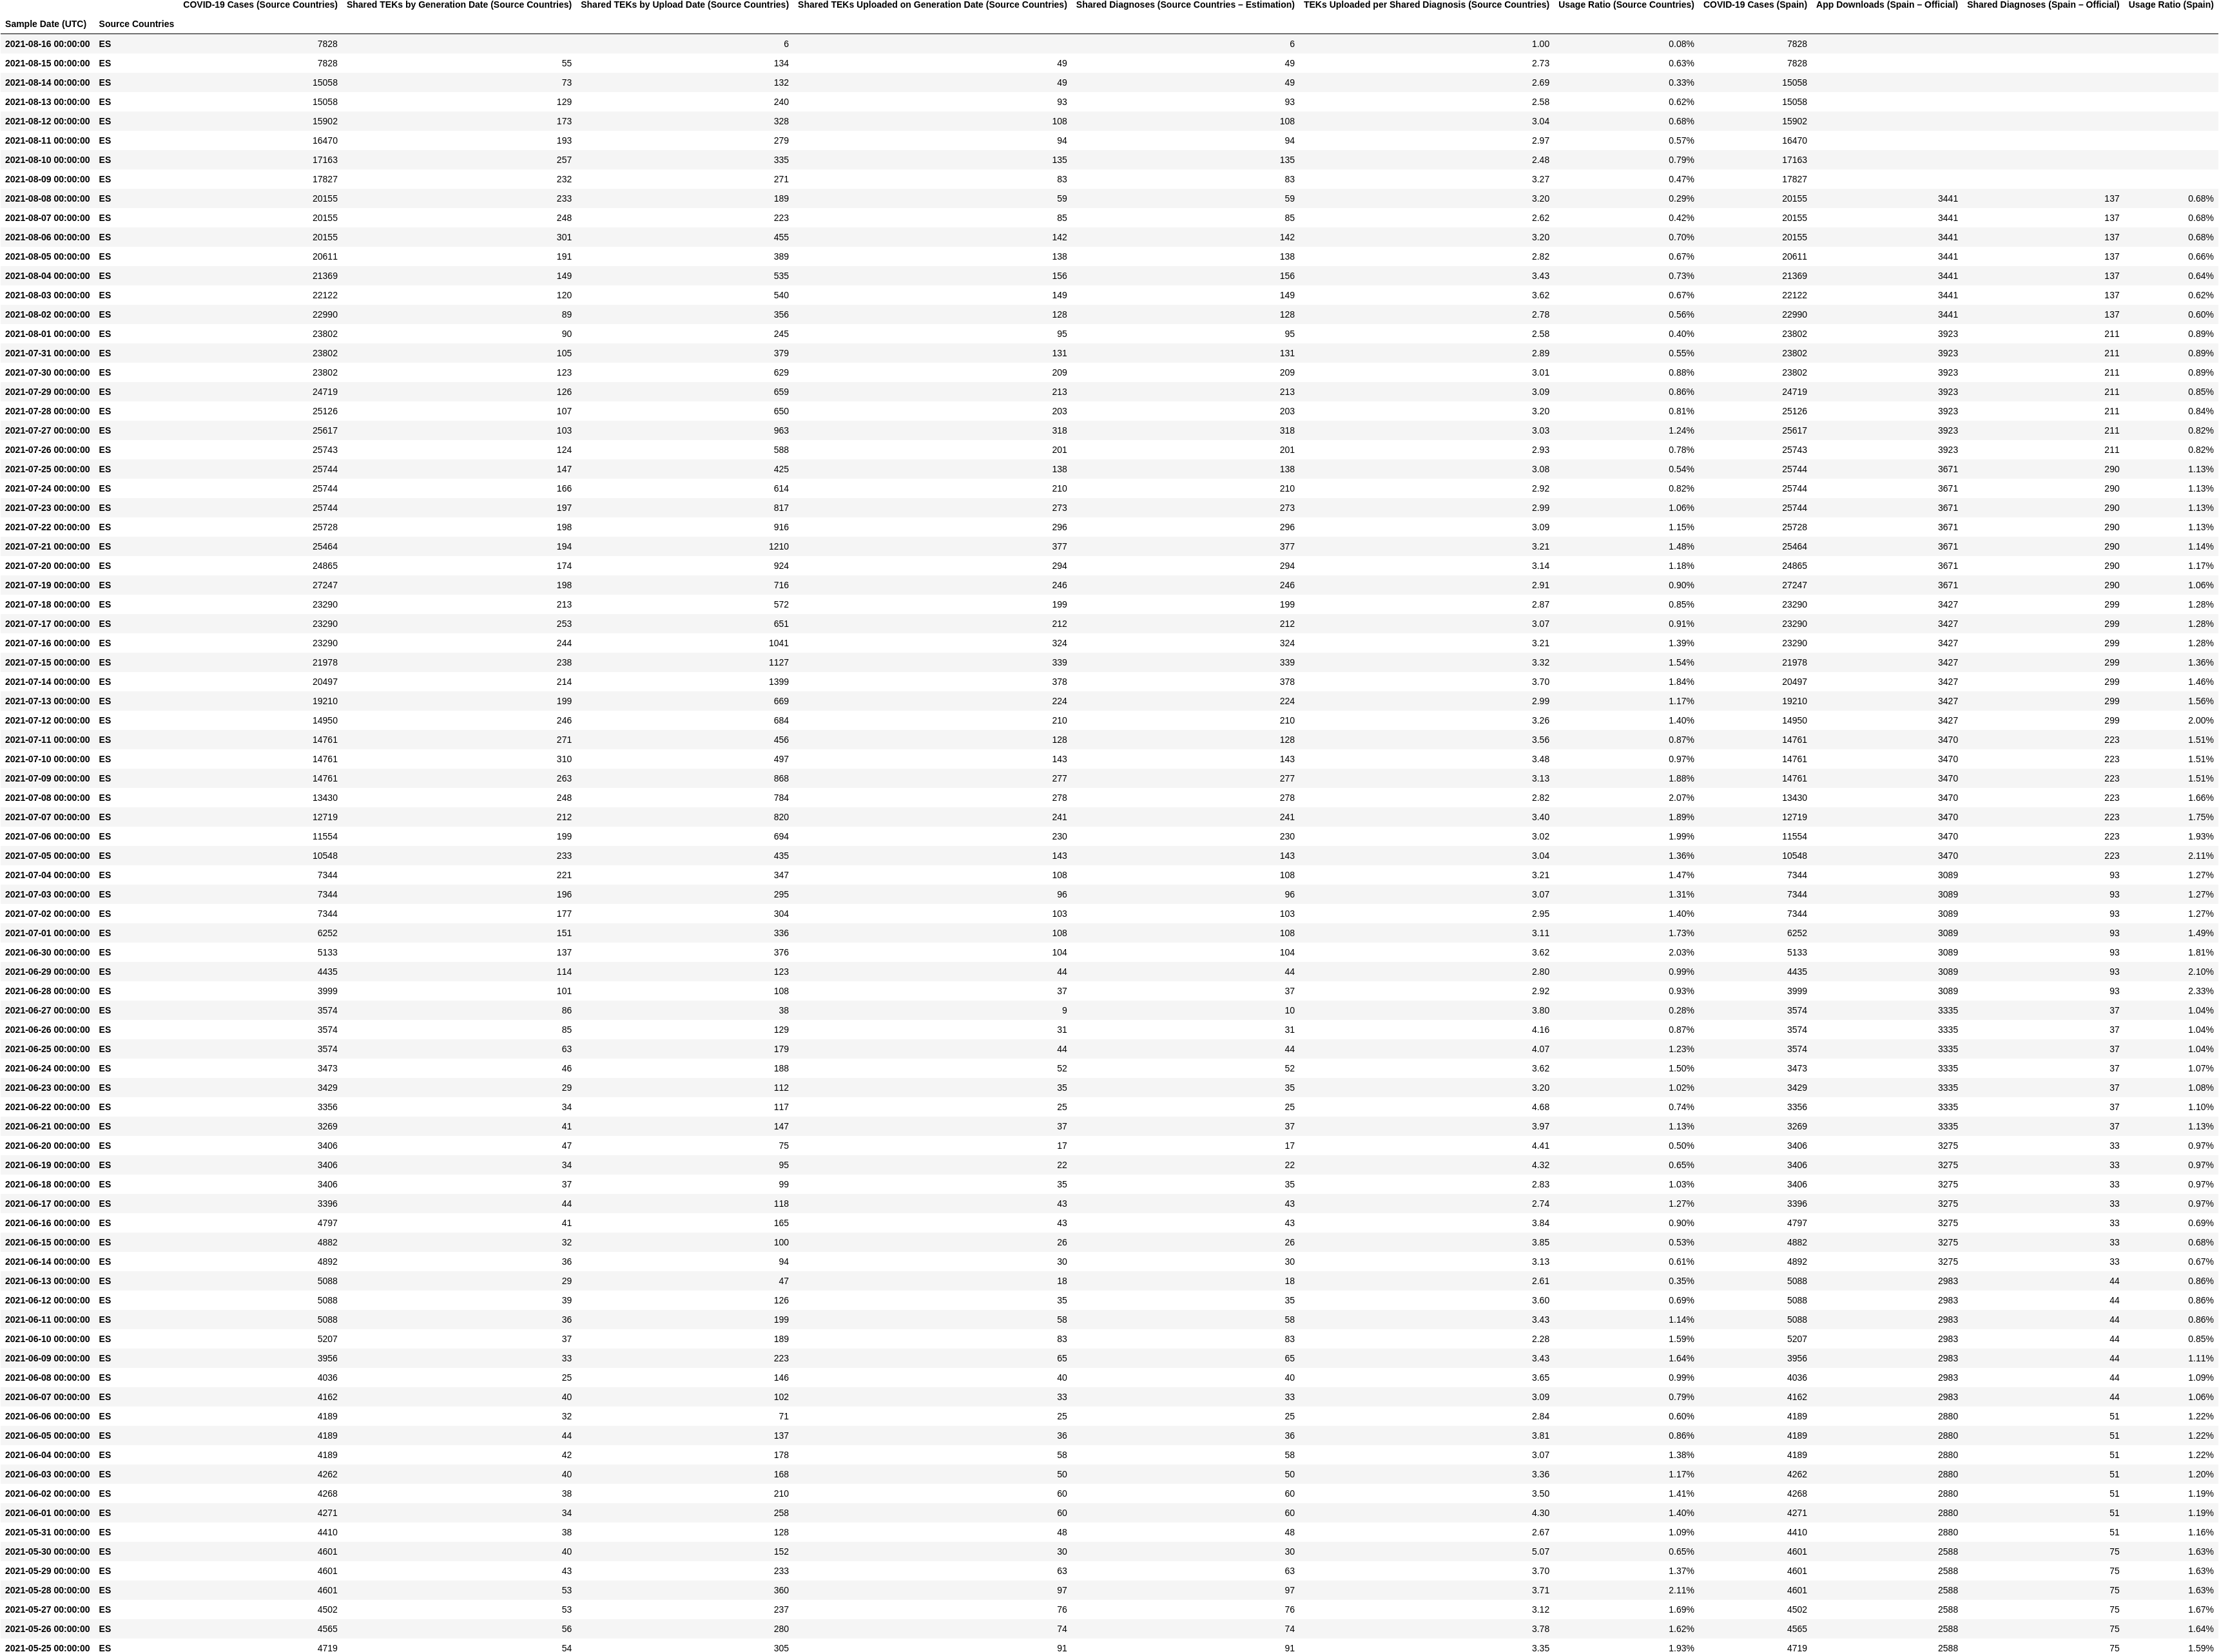 COVID-19 Cases (Source Countries) Shared TEKs by Generation Date (Source Countries) Shared TEKs by Upload Date (Source Countries) Shared TEKs Uploaded on Generation Date (Source Countries) Shared Diagnoses (Source Countries – Estimation) TEKs Uploaded per Shared Diagnosis (Source Countries) Usage Ratio (Source Countries) COVID-19 Cases (Spain) App Downloads (Spain – Official) Shared Diagnoses (Spain – Official) Usage Ratio (Spain)
Sample Date (UTC) Source Countries
2021-08-16 00:00:00 ES 7828 6 6 1.00 0.08% 7828
2021-08-15 00:00:00 ES 7828 55 134 49 49 2.73 0.63% 7828
2021-08-14 00:00:00 ES 15058 73 132 49 49 2.69 0.33% 15058
2021-08-13 00:00:00 ES 15058 129 240 93 93 2.58 0.62% 15058
2021-08-12 00:00:00 ES 15902 173 328 108 108 3.04 0.68% 15902
2021-08-11 00:00:00 ES 16470 193 279 94 94 2.97 0.57% 16470
2021-08-10 00:00:00 ES 17163 257 335 135 135 2.48 0.79% 17163
2021-08-09 00:00:00 ES 17827 232 271 83 83 3.27 0.47% 17827
2021-08-08 00:00:00 ES 20155 233 189 59 59 3.20 0.29% 20155 3441 137 0.68%
2021-08-07 00:00:00 ES 20155 248 223 85 85 2.62 0.42% 20155 3441 137 0.68%
2021-08-06 00:00:00 ES 20155 301 455 142 142 3.20 0.70% 20155 3441 137 0.68%
2021-08-05 00:00:00 ES 20611 191 389 138 138 2.82 0.67% 20611 3441 137 0.66%
2021-08-04 00:00:00 ES 21369 149 535 156 156 3.43 0.73% 21369 3441 137 0.64%
2021-08-03 00:00:00 ES 22122 120 540 149 149 3.62 0.67% 22122 3441 137 0.62%
2021-08-02 00:00:00 ES 22990 89 356 128 128 2.78 0.56% 22990 3441 137 0.60%
2021-08-01 00:00:00 ES 23802 90 245 95 95 2.58 0.40% 23802 3923 211 0.89%
2021-07-31 00:00:00 ES 23802 105 379 131 131 2.89 0.55% 23802 3923 211 0.89%
2021-07-30 00:00:00 ES 23802 123 629 209 209 3.01 0.88% 23802 3923 211 0.89%
2021-07-29 00:00:00 ES 24719 126 659 213 213 3.09 0.86% 24719 3923 211 0.85%
2021-07-28 00:00:00 ES 25126 107 650 203 203 3.20 0.81% 25126 3923 211 0.84%
2021-07-27 00:00:00 ES 25617 103 963 318 318 3.03 1.24% 25617 3923 211 0.82%
2021-07-26 00:00:00 ES 25743 124 588 201 201 2.93 0.78% 25743 3923 211 0.82%
2021-07-25 00:00:00 ES 25744 147 425 138 138 3.08 0.54% 25744 3671 290 1.13%
2021-07-24 00:00:00 ES 25744 166 614 210 210 2.92 0.82% 25744 3671 290 1.13%
2021-07-23 00:00:00 ES 25744 197 817 273 273 2.99 1.06% 25744 3671 290 1.13%
2021-07-22 00:00:00 ES 25728 198 916 296 296 3.09 1.15% 25728 3671 290 1.13%
2021-07-21 00:00:00 ES 25464 194 1210 377 377 3.21 1.48% 25464 3671 290 1.14%
2021-07-20 00:00:00 ES 24865 174 924 294 294 3.14 1.18% 24865 3671 290 1.17%
2021-07-19 00:00:00 ES 27247 198 716 246 246 2.91 0.90% 27247 3671 290 1.06%
2021-07-18 00:00:00 ES 23290 213 572 199 199 2.87 0.85% 23290 3427 299 1.28%
2021-07-17 00:00:00 ES 23290 253 651 212 212 3.07 0.91% 23290 3427 299 1.28%
2021-07-16 00:00:00 ES 23290 244 1041 324 324 3.21 1.39% 23290 3427 299 1.28%
2021-07-15 00:00:00 ES 21978 238 1127 339 339 3.32 1.54% 21978 3427 299 1.36%
2021-07-14 00:00:00 ES 20497 214 1399 378 378 3.70 1.84% 20497 3427 299 1.46%
2021-07-13 00:00:00 ES 19210 199 669 224 224 2.99 1.17% 19210 3427 299 1.56%
2021-07-12 00:00:00 ES 14950 246 684 210 210 3.26 1.40% 14950 3427 299 2.00%
2021-07-11 00:00:00 ES 14761 271 456 128 128 3.56 0.87% 14761 3470 223 1.51%
2021-07-10 00:00:00 ES 14761 310 497 143 143 3.48 0.97% 14761 3470 223 1.51%
2021-07-09 00:00:00 ES 14761 263 868 277 277 3.13 1.88% 14761 3470 223 1.51%
2021-07-08 00:00:00 ES 13430 248 784 278 278 2.82 2.07% 13430 3470 223 1.66%
2021-07-07 00:00:00 ES 12719 212 820 241 241 3.40 1.89% 12719 3470 223 1.75%
2021-07-06 00:00:00 ES 11554 199 694 230 230 3.02 1.99% 11554 3470 223 1.93%
2021-07-05 00:00:00 ES 10548 233 435 143 143 3.04 1.36% 10548 3470 223 2.11%
2021-07-04 00:00:00 ES 7344 221 347 108 108 3.21 1.47% 7344 3089 93 1.27%
2021-07-03 00:00:00 ES 7344 196 295 96 96 3.07 1.31% 7344 3089 93 1.27%
2021-07-02 00:00:00 ES 7344 177 304 103 103 2.95 1.40% 7344 3089 93 1.27%
2021-07-01 00:00:00 ES 6252 151 336 108 108 3.11 1.73% 6252 3089 93 1.49%
2021-06-30 00:00:00 ES 5133 137 376 104 104 3.62 2.03% 5133 3089 93 1.81%
2021-06-29 00:00:00 ES 4435 114 123 44 44 2.80 0.99% 4435 3089 93 2.10%
2021-06-28 00:00:00 ES 3999 101 108 37 37 2.92 0.93% 3999 3089 93 2.33%
2021-06-27 00:00:00 ES 3574 86 38 9 10 3.80 0.28% 3574 3335 37 1.04%
2021-06-26 00:00:00 ES 3574 85 129 31 31 4.16 0.87% 3574 3335 37 1.04%
2021-06-25 00:00:00 ES 3574 63 179 44 44 4.07 1.23% 3574 3335 37 1.04%
2021-06-24 00:00:00 ES 3473 46 188 52 52 3.62 1.50% 3473 3335 37 1.07%
2021-06-23 00:00:00 ES 3429 29 112 35 35 3.20 1.02% 3429 3335 37 1.08%
2021-06-22 00:00:00 ES 3356 34 117 25 25 4.68 0.74% 3356 3335 37 1.10%
2021-06-21 00:00:00 ES 3269 41 147 37 37 3.97 1.13% 3269 3335 37 1.13%
2021-06-20 00:00:00 ES 3406 47 75 17 17 4.41 0.50% 3406 3275 33 0.97%
2021-06-19 00:00:00 ES 3406 34 95 22 22 4.32 0.65% 3406 3275 33 0.97%
2021-06-18 00:00:00 ES 3406 37 99 35 35 2.83 1.03% 3406 3275 33 0.97%
2021-06-17 00:00:00 ES 3396 44 118 43 43 2.74 1.27% 3396 3275 33 0.97%
2021-06-16 00:00:00 ES 4797 41 165 43 43 3.84 0.90% 4797 3275 33 0.69%
2021-06-15 00:00:00 ES 4882 32 100 26 26 3.85 0.53% 4882 3275 33 0.68%
2021-06-14 00:00:00 ES 4892 36 94 30 30 3.13 0.61% 4892 3275 33 0.67%
2021-06-13 00:00:00 ES 5088 29 47 18 18 2.61 0.35% 5088 2983 44 0.86%
2021-06-12 00:00:00 ES 5088 39 126 35 35 3.60 0.69% 5088 2983 44 0.86%
2021-06-11 00:00:00 ES 5088 36 199 58 58 3.43 1.14% 5088 2983 44 0.86%
2021-06-10 00:00:00 ES 5207 37 189 83 83 2.28 1.59% 5207 2983 44 0.85%
2021-06-09 00:00:00 ES 3956 33 223 65 65 3.43 1.64% 3956 2983 44 1.11%
2021-06-08 00:00:00 ES 4036 25 146 40 40 3.65 0.99% 4036 2983 44 1.09%
2021-06-07 00:00:00 ES 4162 40 102 33 33 3.09 0.79% 4162 2983 44 1.06%
2021-06-06 00:00:00 ES 4189 32 71 25 25 2.84 0.60% 4189 2880 51 1.22%
2021-06-05 00:00:00 ES 4189 44 137 36 36 3.81 0.86% 4189 2880 51 1.22%
2021-06-04 00:00:00 ES 4189 42 178 58 58 3.07 1.38% 4189 2880 51 1.22%
2021-06-03 00:00:00 ES 4262 40 168 50 50 3.36 1.17% 4262 2880 51 1.20%
2021-06-02 00:00:00 ES 4268 38 210 60 60 3.50 1.41% 4268 2880 51 1.19%
2021-06-01 00:00:00 ES 4271 34 258 60 60 4.30 1.40% 4271 2880 51 1.19%
2021-05-31 00:00:00 ES 4410 38 128 48 48 2.67 1.09% 4410 2880 51 1.16%
2021-05-30 00:00:00 ES 4601 40 152 30 30 5.07 0.65% 4601 2588 75 1.63%
2021-05-29 00:00:00 ES 4601 43 233 63 63 3.70 1.37% 4601 2588 75 1.63%
2021-05-28 00:00:00 ES 4601 53 360 97 97 3.71 2.11% 4601 2588 75 1.63%
2021-05-27 00:00:00 ES 4502 53 237 76 76 3.12 1.69% 4502 2588 75 1.67%
2021-05-26 00:00:00 ES 4565 56 280 74 74 3.78 1.62% 4565 2588 75 1.64%
2021-05-25 00:00:00 ES 4719 54 305 91 91 3.35 1.93% 4719 2588 75 1.59%